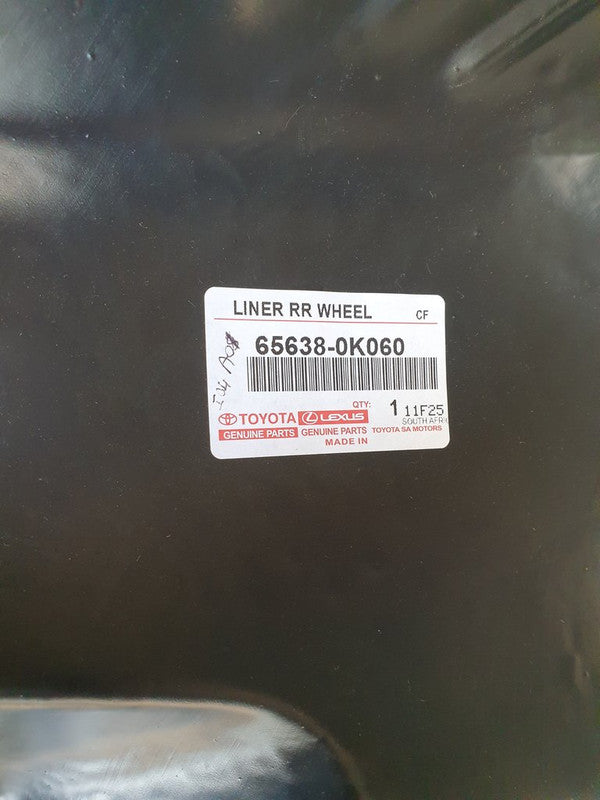 LINER RR WHEEL CF
65638-0K060
QTY: 1 11F25
TOYOTA LEXUS SOUTH AFRI
GENUINE PARTS GENUINE PARTS TOYOTA SA MOTORS
MADE IN